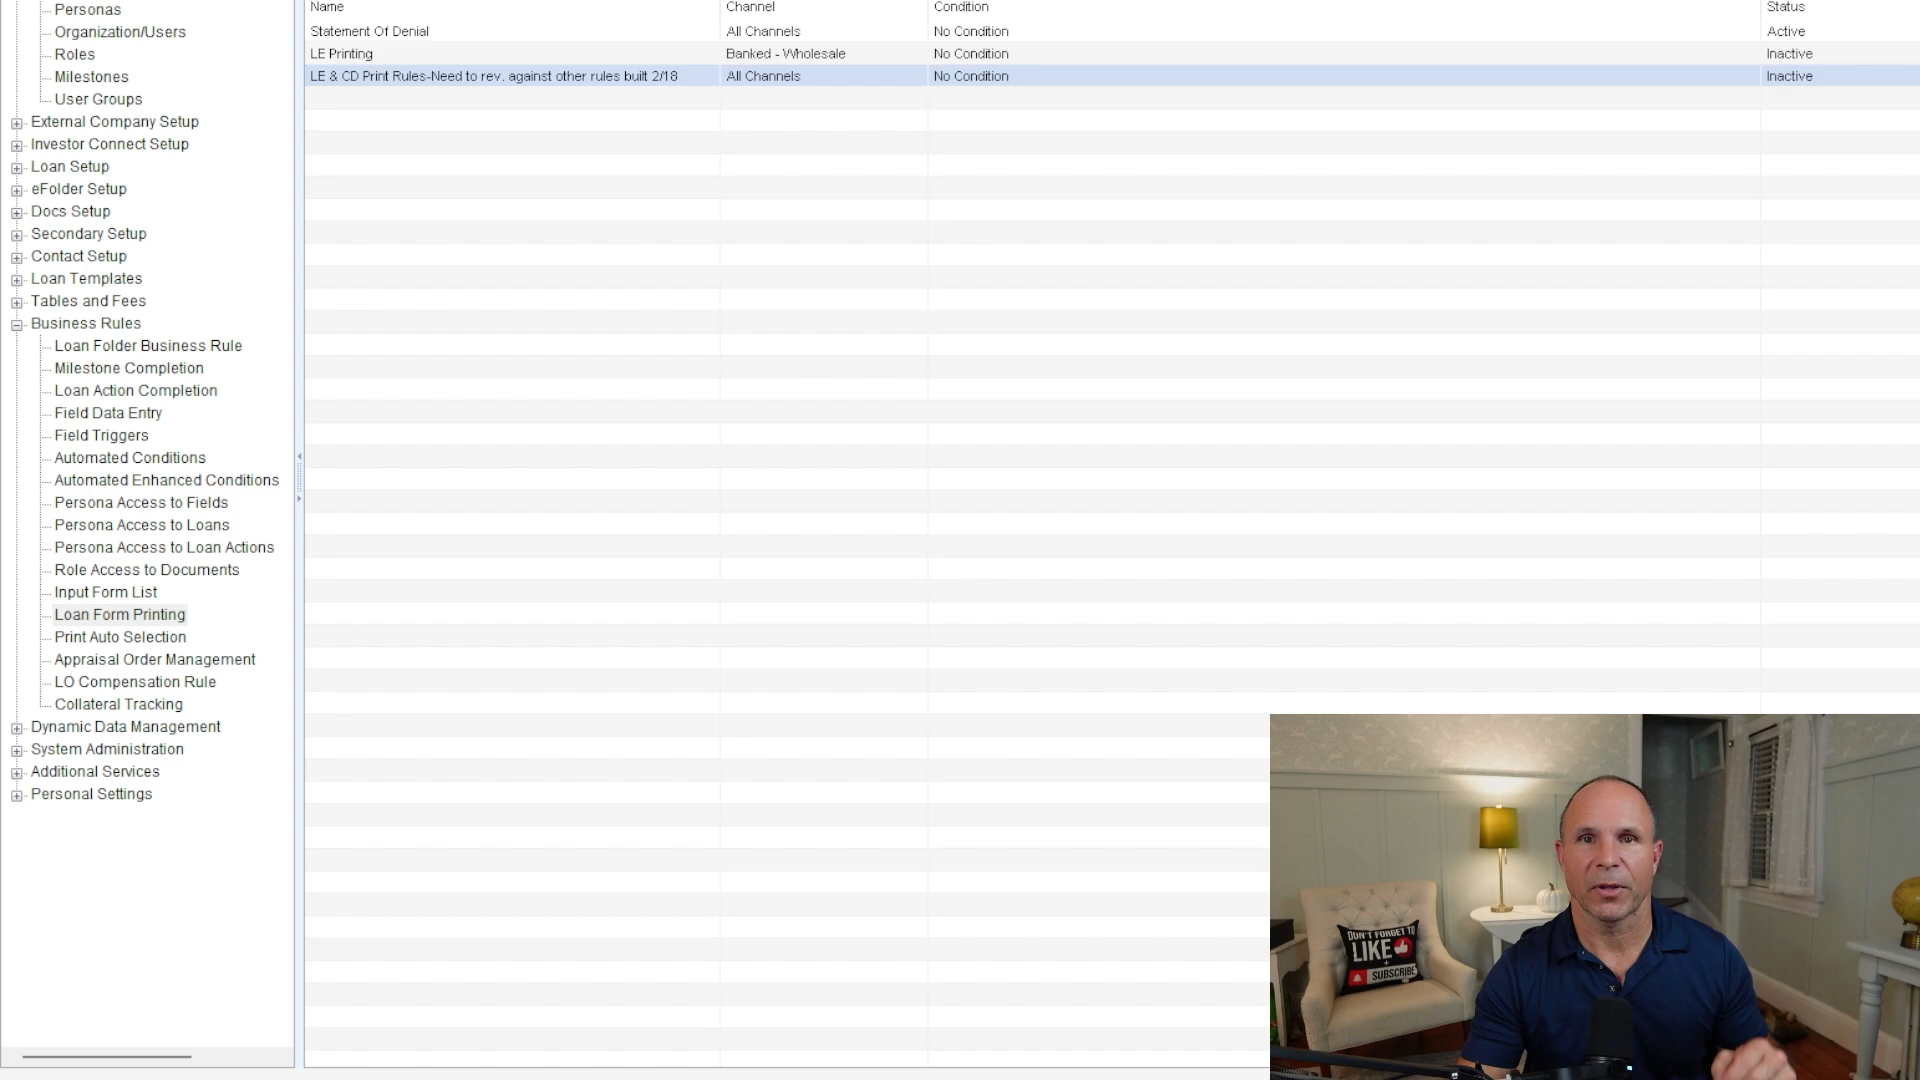 Personas
Organization/Users
Roles
Milestones
User Groups
External Company Setup
Investor Connect Setup
Loan Setup
eFolder Setup
Docs Setup
Secondary Setup
Contact Setup
Loan Templates
Tables and Fees
Business Rules
Loan Folder Business Rule
Milestone Completion
Loan Action Completion
Field Data Entry
Field Triggers
Automated Conditions
Automated Enhanced Conditions
Persona Access to Fields
Persona Access to Loans
Persona Access to Loan Actions
Role Access to Documents
Input Form List
Loan Form Printing
Print Auto Selection
Appraisal Order Management
LO Compensation Rule
Collateral Tracking
Dynamic Data Management
System Administration
Additional Services
Personal Settings
Name Channel Condition Status
Statement Of Denial All Channels No Condition Active
LE Printing Banked - Wholesale No Condition Inactive
LE & CD Print Rules-Need to rev. against other rules built 2/18 All Channels No Condition Inactive
DON'T FORGET TO
LIKE
+
SUBSCRIBE